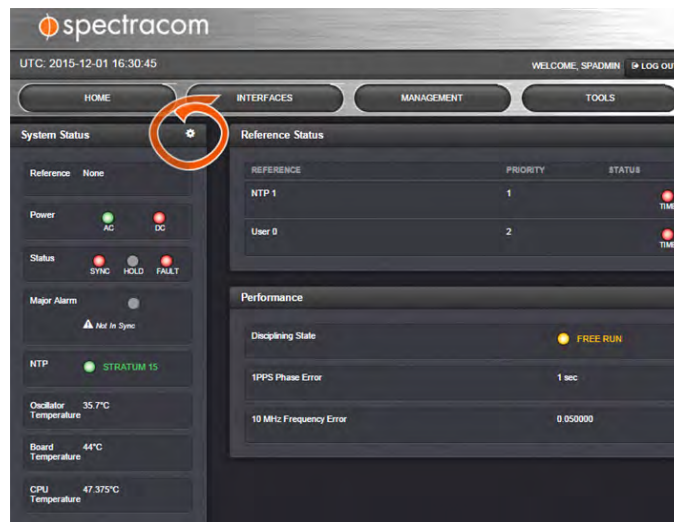 spectracom
UTC: 2015-12-01 16:30:45
WELCOME, SPADMIN
LOG OUT
HOME
INTERFACES
MANAGEMENT
TOOLS
System Status
Reference None
Power
AC
DC
Status
SYNC
HOLD
FAULT
Major Alarm
Not In Sync
NTP
STRATUM 15
Oscillator 35.7°C
Temperature
Board 44°C
Temperature
CPU 47.375°C
Temperature
Reference Status
REFERENCE PRIORITY STATUS
NTP 1 1
TIME
User 0 2
TIME
Performance
Disciplining State FREE RUN
1PPS Phase Error 1 sec
10 MHz Frequency Error 0.050000